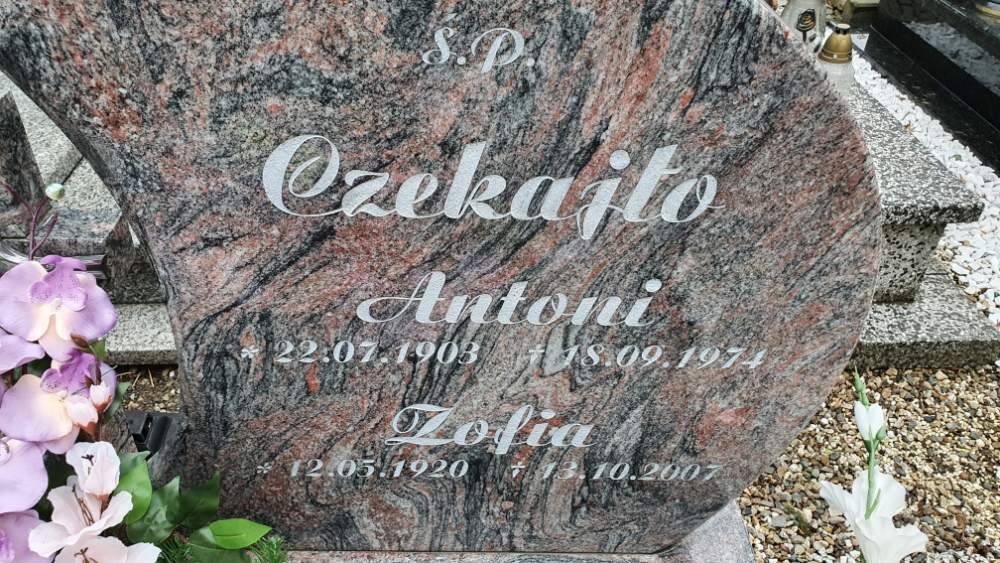 Ś.P.
Czekajło
Antoni
* 22.07.1903 † 18.09.1974
Zofia
* 12.05.1920 † 13.10.2007